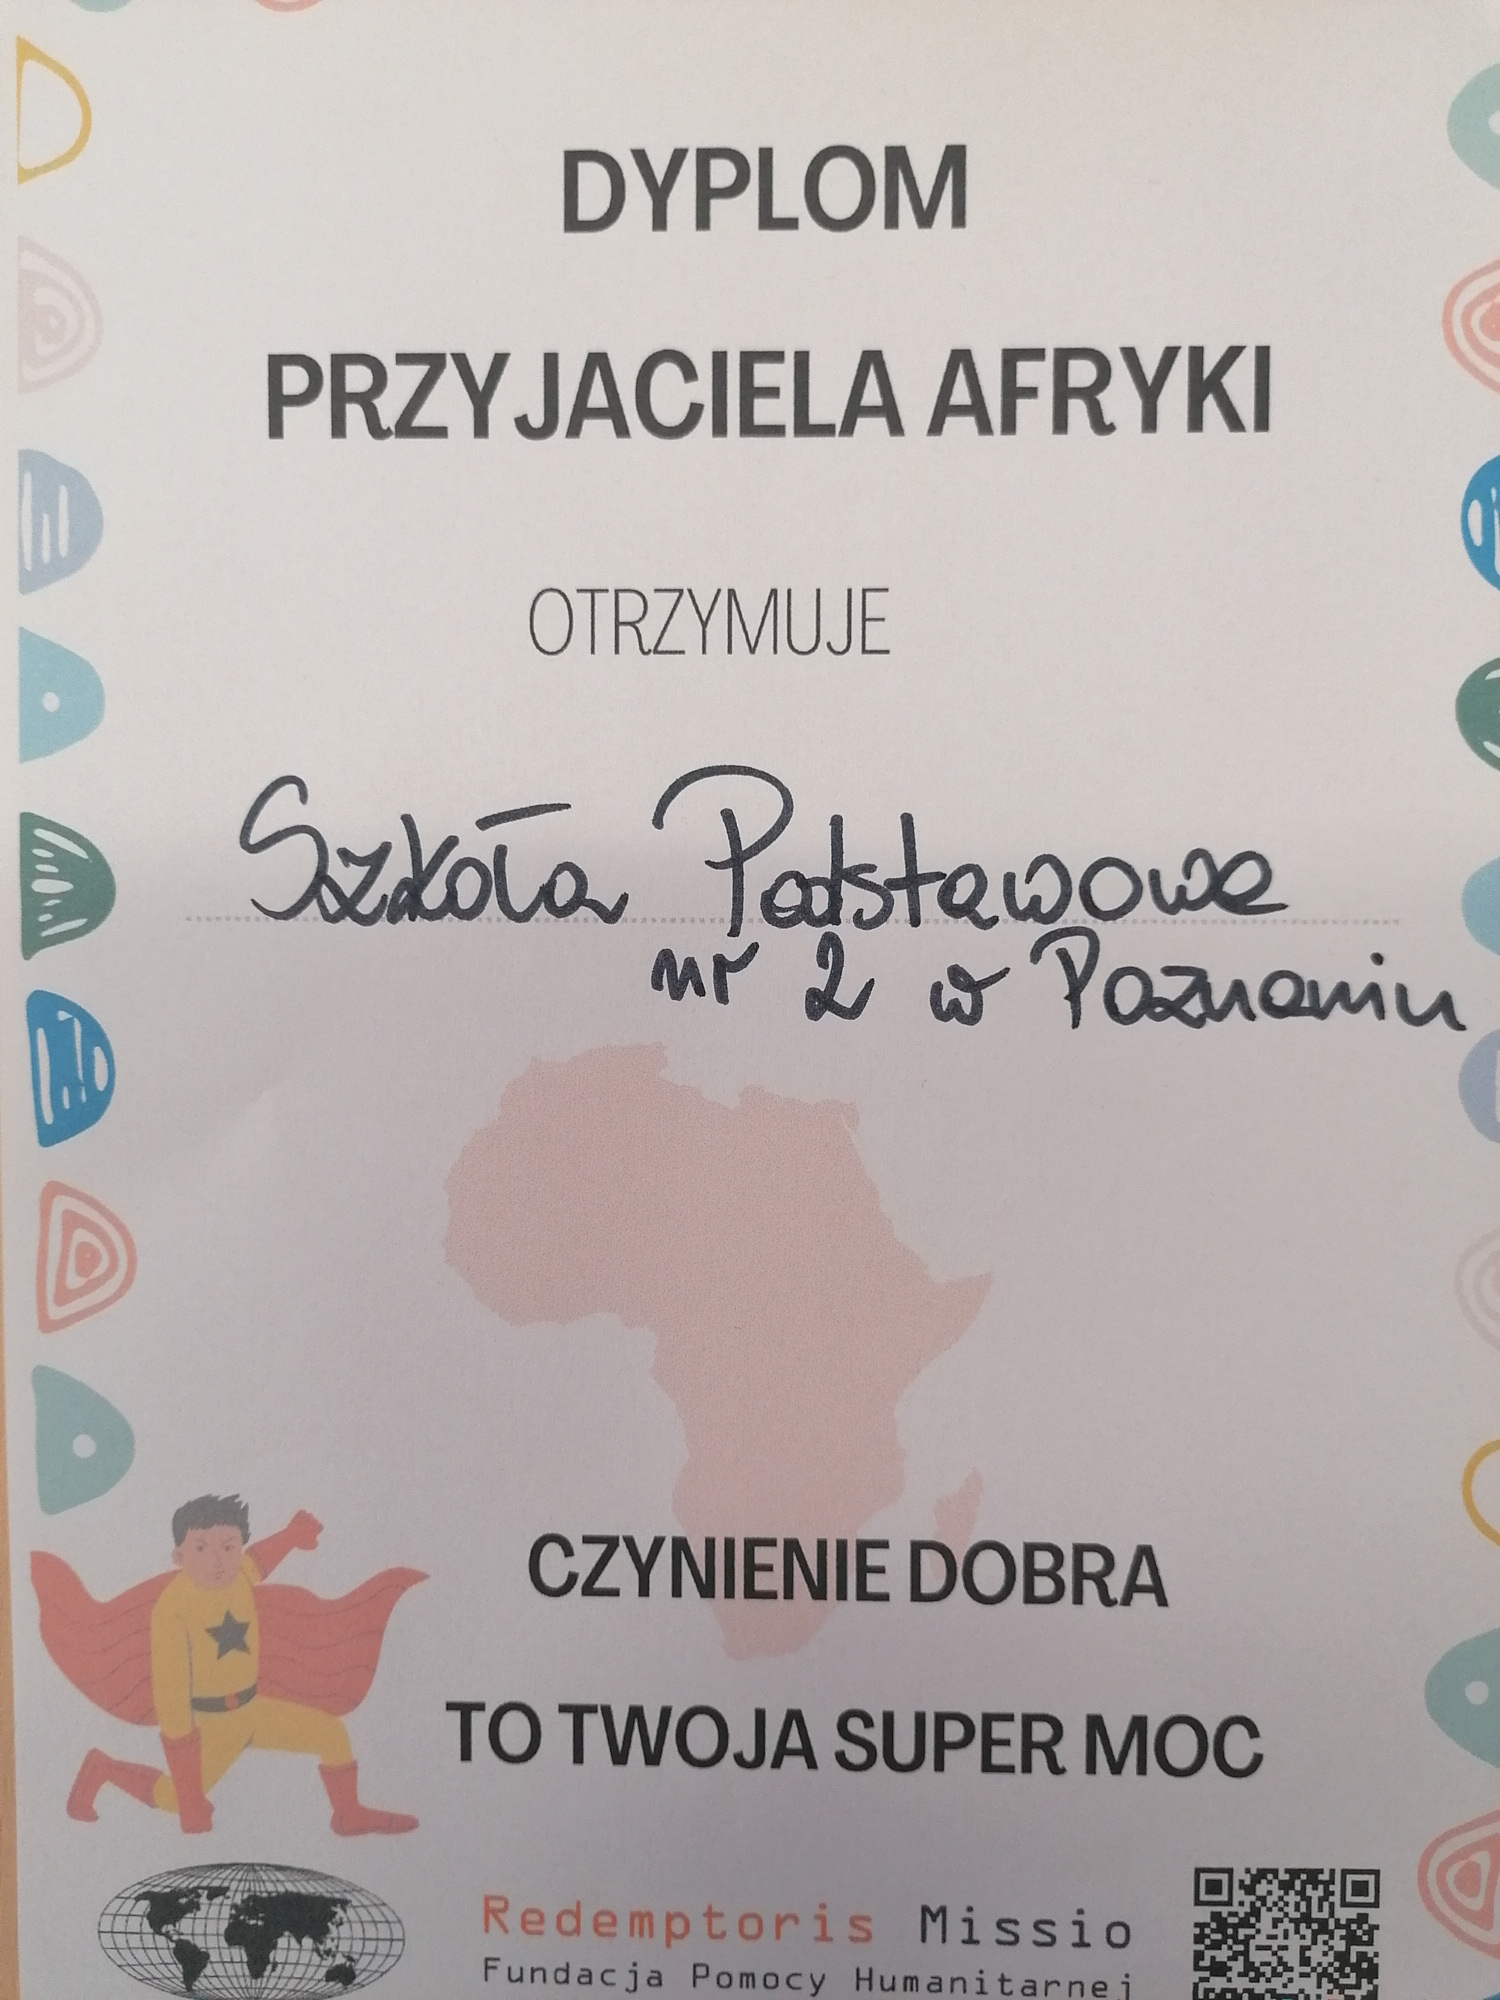 DYPLOM
PRZYJACIELA AFRYKI
OTRZYMUJE
Szkoła Podstawowa
nr 2 w Poznaniu
CZYNIENIE DOBRA
TO TWOJA SUPER MOC
Redemptoris Missio
Fundacja Pomocy Humanitarnej